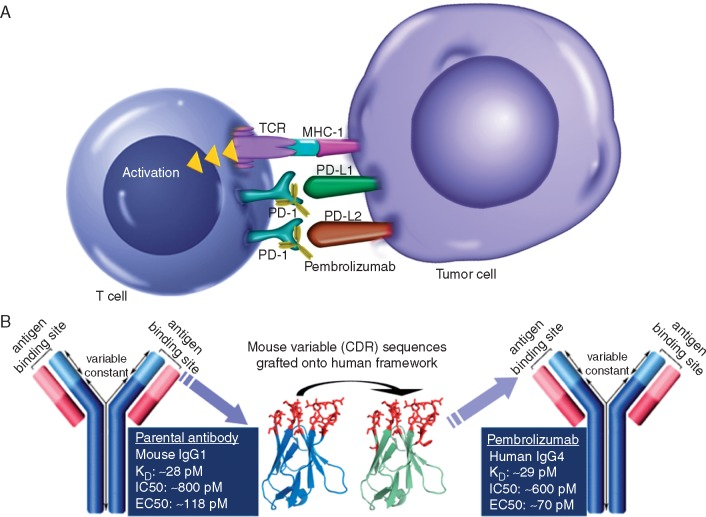 A
TCR
MHC-1
Activation
PD-L1
PD-1
PD-L2
PD-1
Pembrolizumab
Tumor cell
T cell
B
antigen
binding site
variable
constant
antigen
binding site
Mouse variable (CDR) sequences
grafted onto human framework
antigen
binding site
variable
constant
antigen
binding site
Parental antibody
Mouse IgG1
KD: ~28 pM
IC50: ~800 pM
EC50: ~118 pM
Pembrolizumab
Human IgG4
KD: ~29 pM
IC50: ~600 pM
EC50: ~70 pM